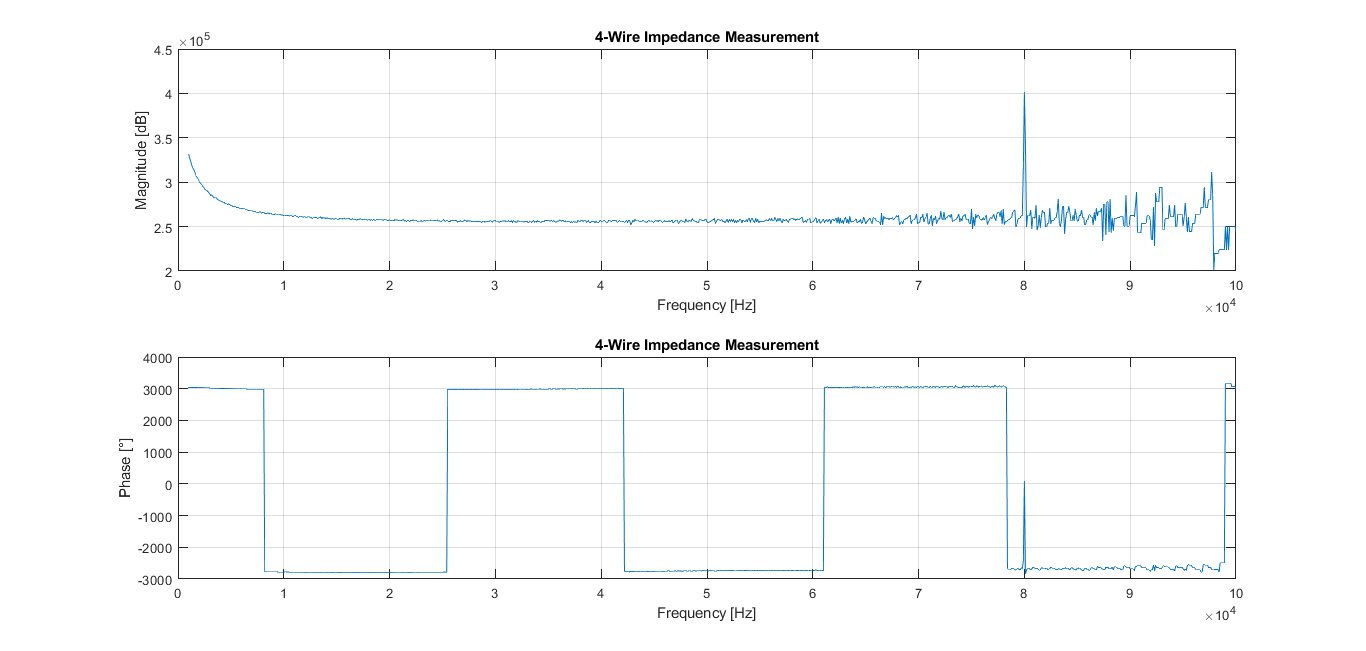 4-Wire Impedance Measurement
×10^5
4.5
4
3.5
3
2.5
2
Magnitude [dB]
0 1 2 3 4 5 6 7 8 9 10
Frequency [Hz]
×10^4
4-Wire Impedance Measurement
4000
3000
2000
1000
0
-1000
-2000
-3000
Phase [°]
0 1 2 3 4 5 6 7 8 9 10
Frequency [Hz]
×10^4